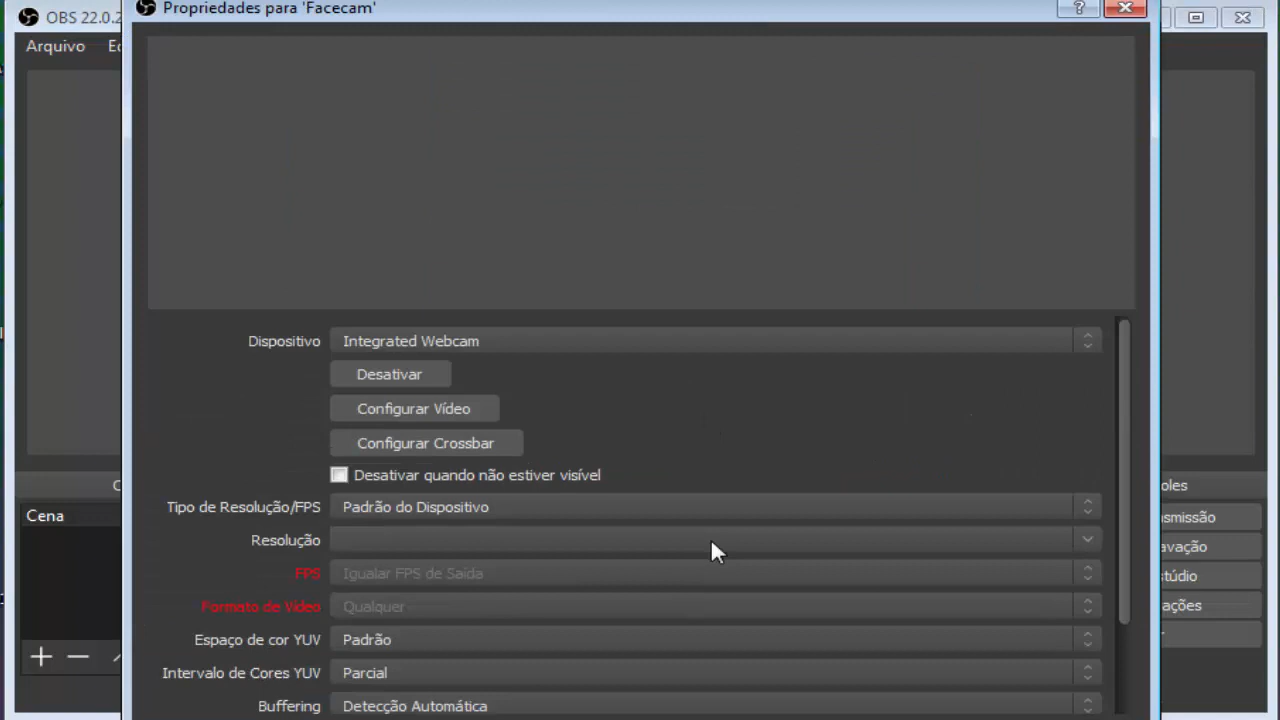 Propriedades para 'Facecam'
?
OBS 22.0.2
Arquivo
Dispositivo Integrated Webcam
Desativar
Configurar Vídeo
Configurar Crossbar
Desativar quando não estiver visível
Tipo de Resolução/FPS Padrão do Dispositivo
Resolução
FPS Igualar FPS de Saída
Formato de Vídeo Qualquer
Espaço de cor YUV Padrão
Intervalo de Cores YUV Parcial
Buffering Detecção Automática
Cena
oles
smissão
avação
túdio
ações